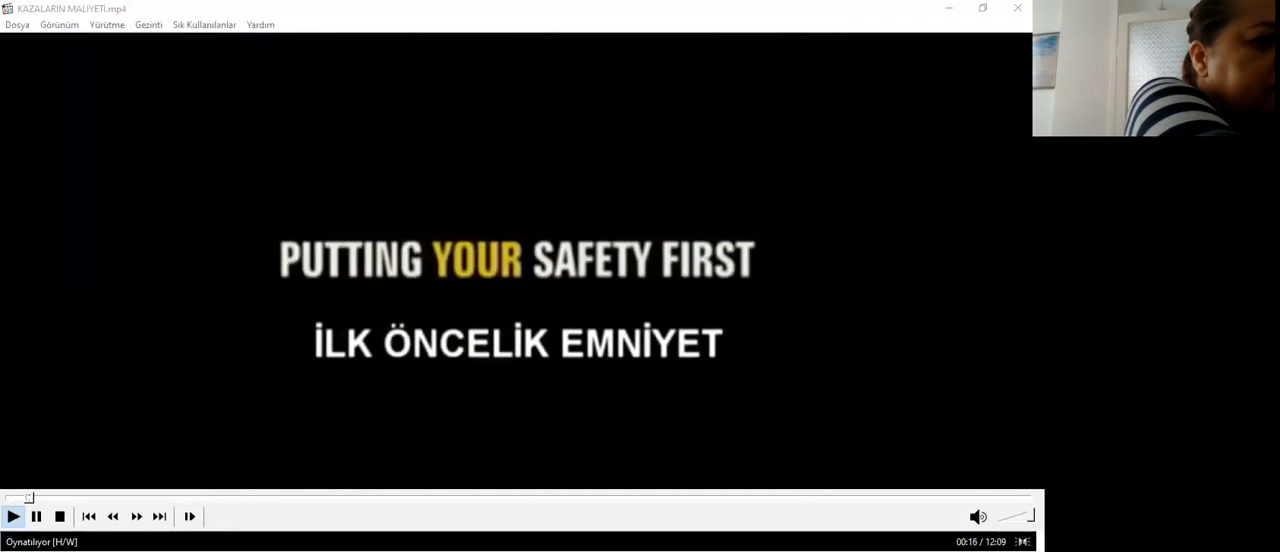 KAZALARIN MALİYETİ.mp4
Dosya Görünüm Yürütme Gezinti Sık Kullanılanlar Yardım
PUTTING YOUR SAFETY FIRST
İLK ÖNCELİK EMNİYET
Oynatılıyor [H/W] 00:16 / 12:09